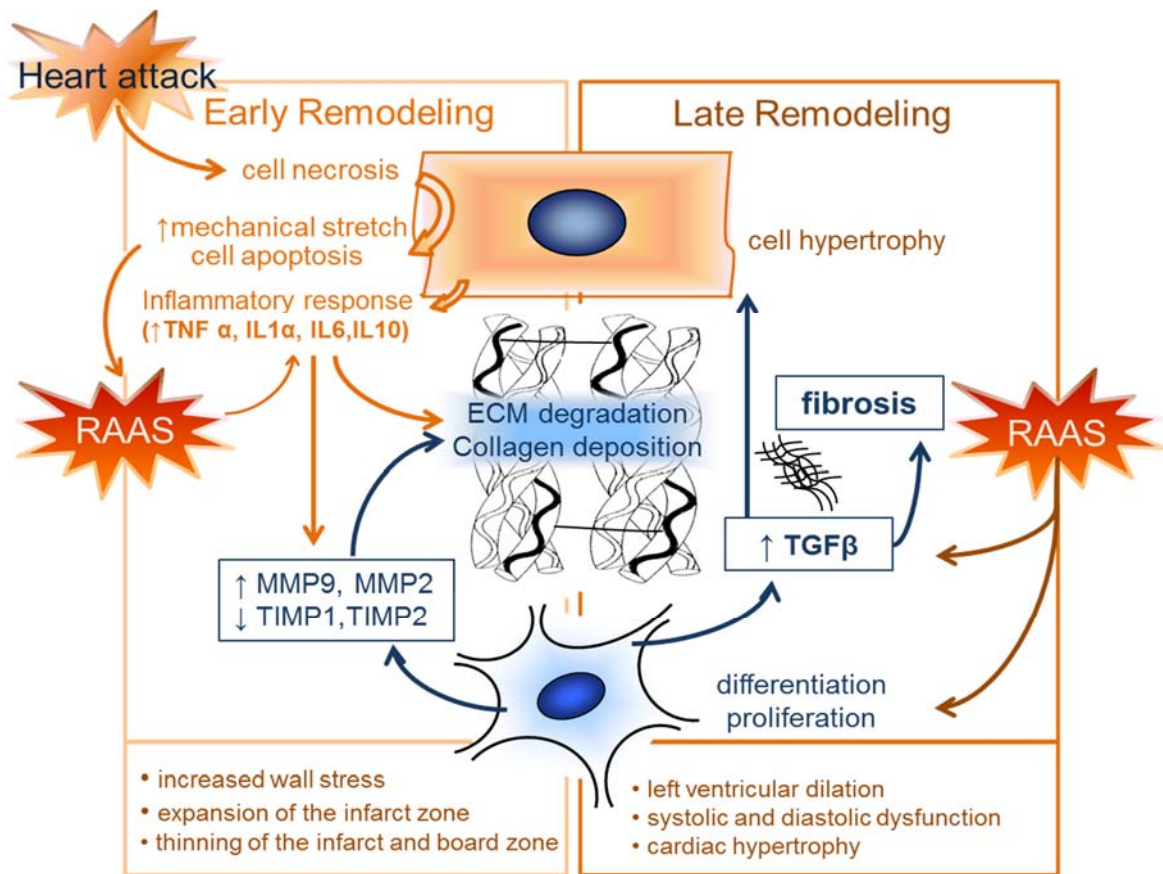 Heart attack
Early Remodeling
Late Remodeling
cell necrosis
↑mechanical stretch
cell apoptosis
cell hypertrophy
Inflammatory response
(↑TNF α, IL1α, IL6,IL10)
RAAS
ECM degradation
Collagen deposition
fibrosis
RAAS
↑ TGFβ
↑ MMP9, MMP2
↓ TIMP1,TIMP2
differentiation
proliferation
• increased wall stress
• expansion of the infarct zone
• thinning of the infarct and board zone
• left ventricular dilation
• systolic and diastolic dysfunction
• cardiac hypertrophy